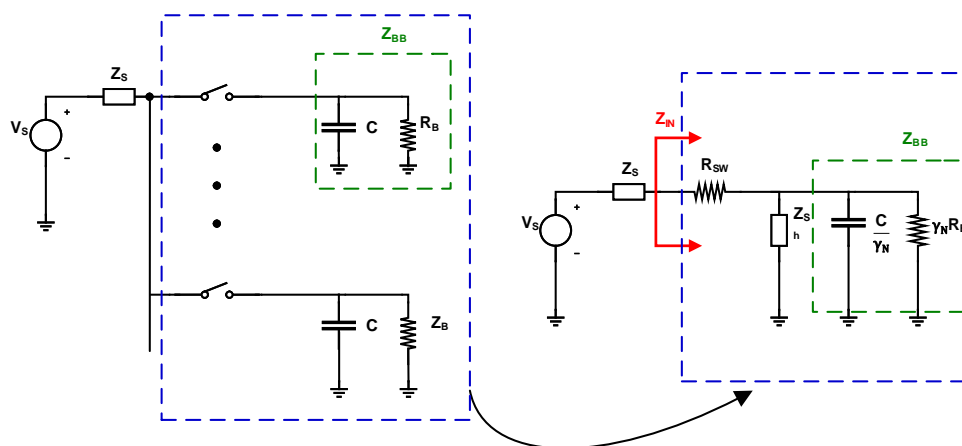 Z_BB
Z_S
V_S
+
−
C
R_B
C
Z_B
Z_IN
Z_BB
Z_S
R_SW
V_S
+
−
Z_S
h
C
γ_N
γ_N R